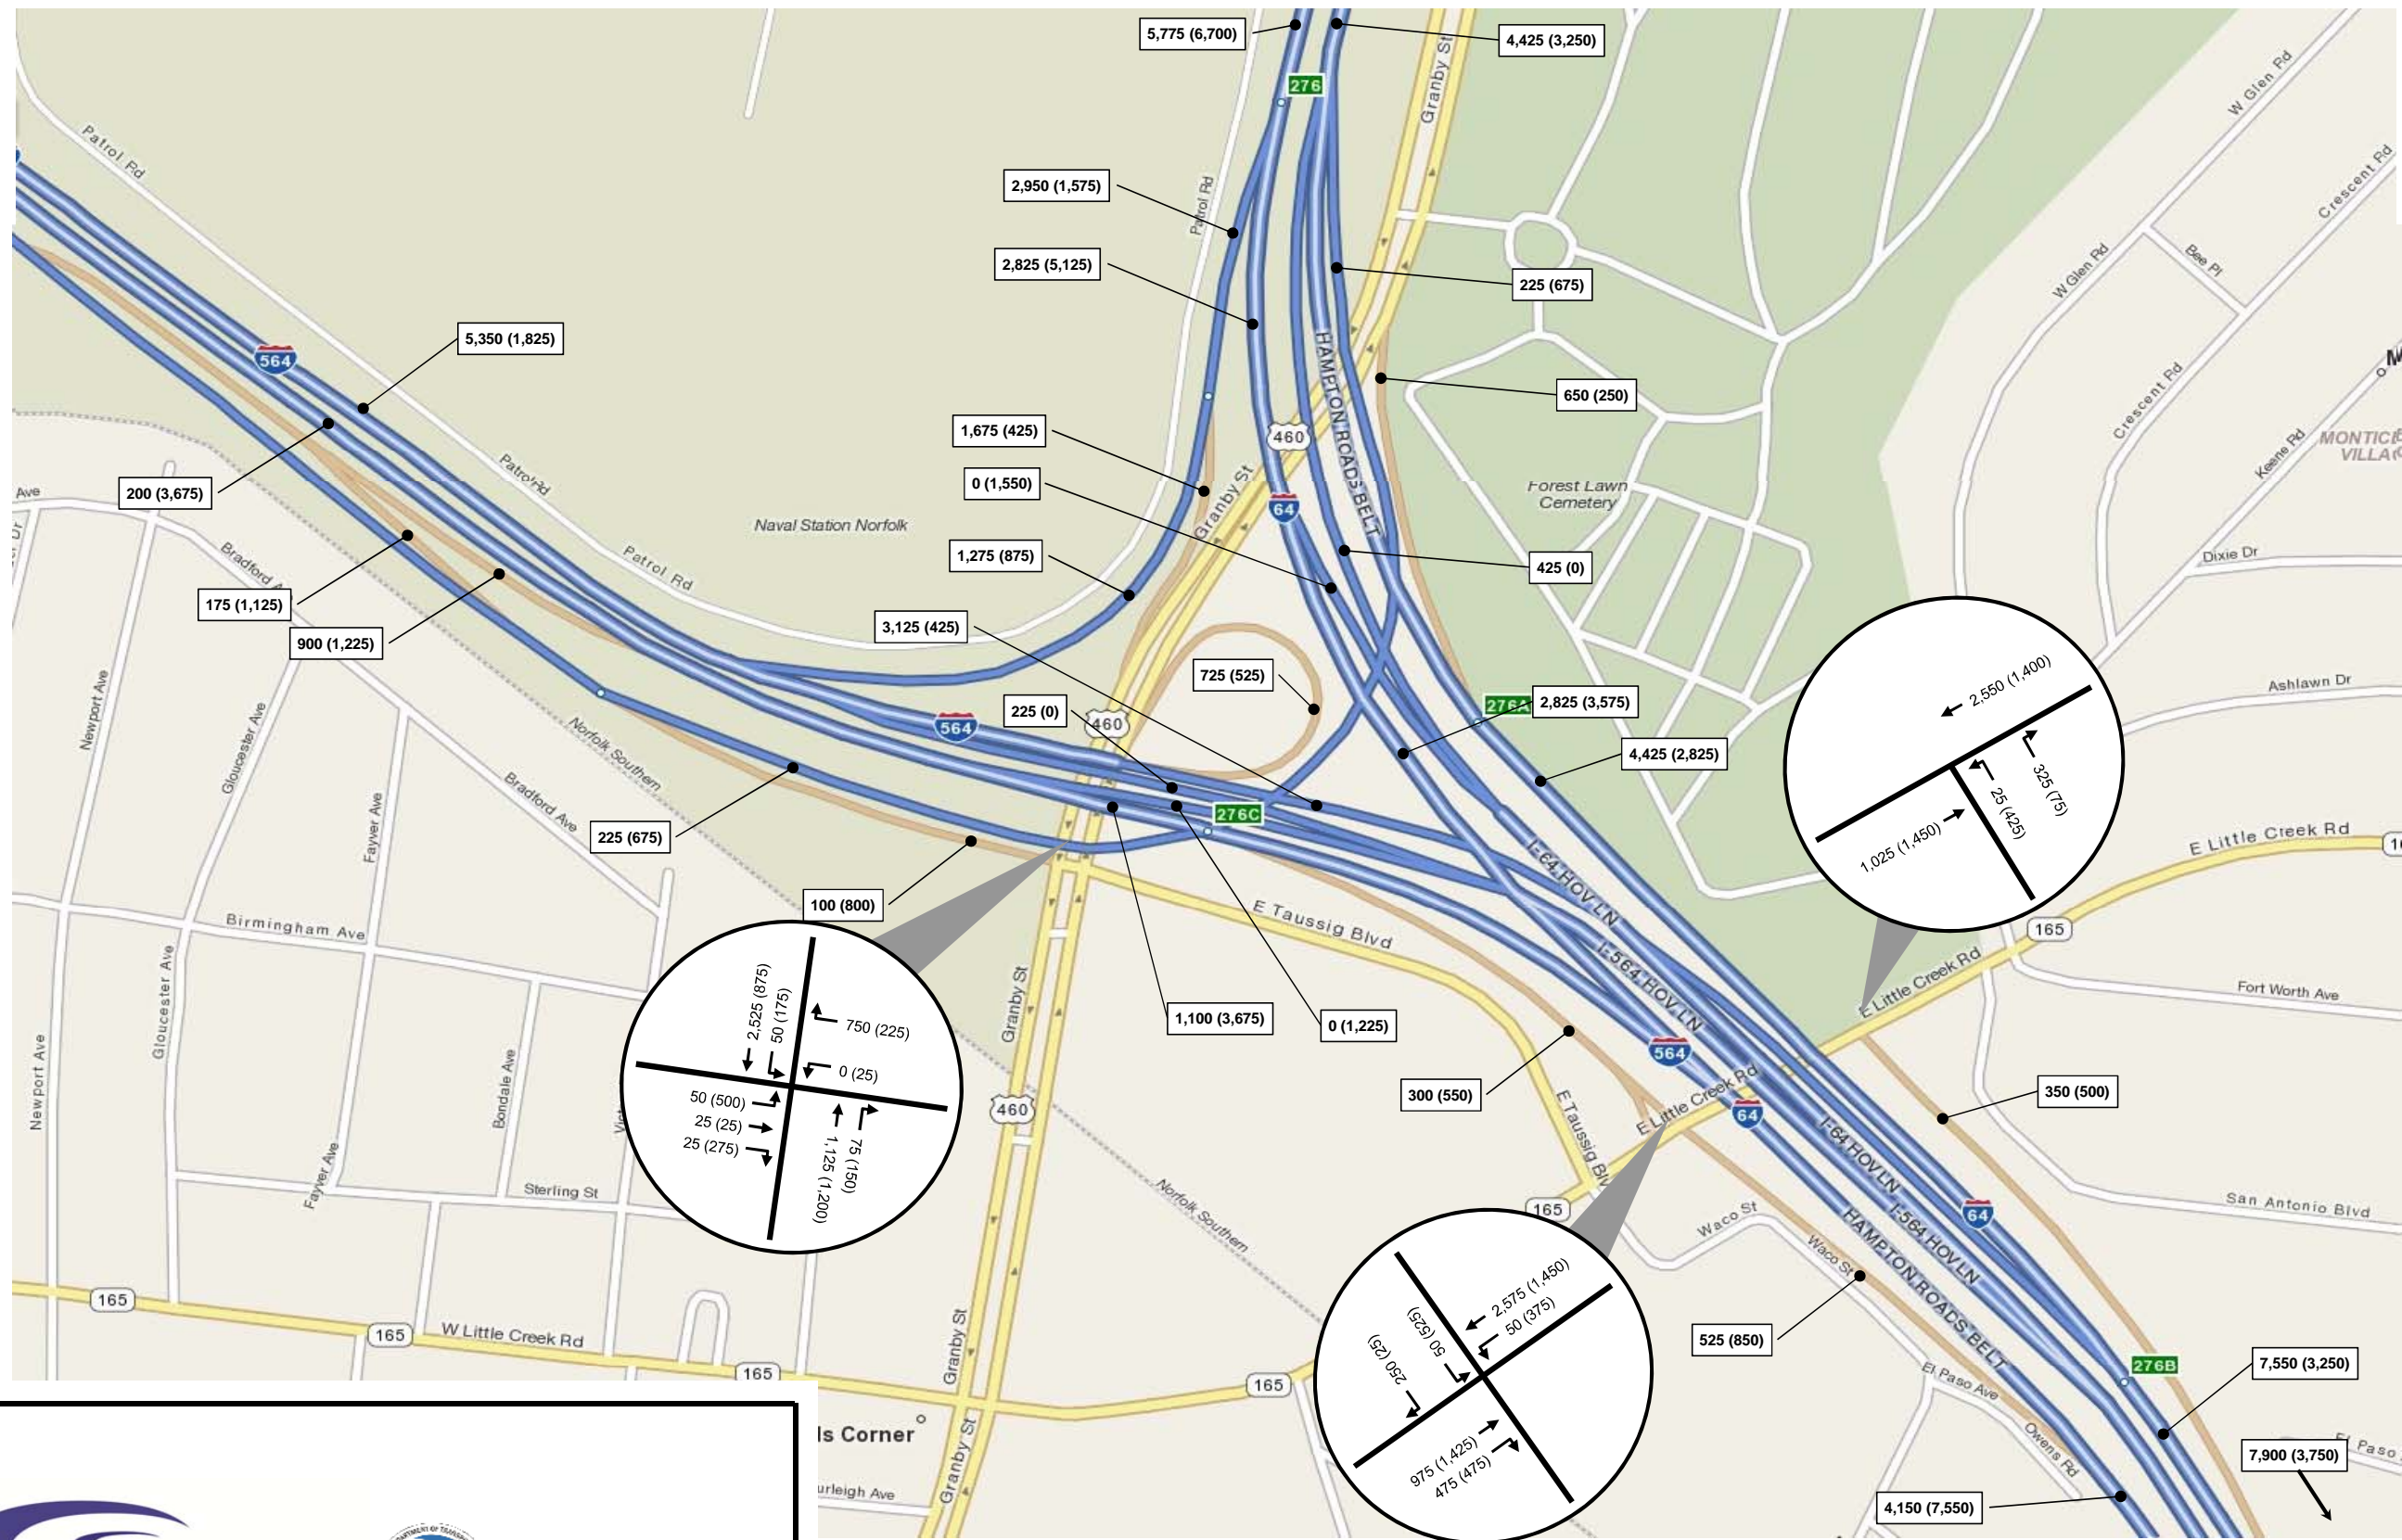 5,775 (6,700)
4,425 (3,250)
276
Granby St
W Glen Rd
Patrol Rd
Crescent Rd
2,950 (1,575)
Patrol Rd
W Glen Rd
Bee Pl
2,825 (5,125)
225 (675)
564
5,350 (1,825)
HAMPTON ROADS BELT
650 (250)
Crescent Rd
1,675 (425)
460
Keene Rd
Granby St
Patrol Rd
200 (3,675)
0 (1,550)
Forest Lawn
Cemetery
Ave
64
Naval Station Norfolk
1,275 (875)
425 (0)
Dixie Dr
Bradford
Patrol Rd
175 (1,125)
3,125 (425)
900 (1,225)
725 (525)
Ashlawn Dr
Newport Ave
Gloucester Ave
Norfolk Southern
564
225 (0)
460
276A
2,825 (3,575)
2,550 (1,400)
4,425 (2,825)
325 (75)
25 (425)
1,025 (1,450)
Bradford Ave
Fayver Ave
225 (675)
276C
E Little Creek Rd
I-64 HOV LN
100 (800)
E Taussig Blvd
165
Birmingham Ave
I-564 HOV LN
E Little Creek Rd
Gloucester Ave
Granby St
2,525 (875)
50 (175)
750 (225)
0 (25)
50 (500)
25 (25)
25 (275)
1,125 (1,200)
75 (150)
1,100 (3,675)
0 (1,225)
Fort Worth Ave
300 (550)
564
E Little Creek Rd
64
350 (500)
Newport Ave
Bondale Ave
460
E Taussig Blv
I-64 HOV LN
Fayver Ave
Sterling St
Norfolk Southern
165
Waco St
Waco St
San Antonio Blvd
64
I-564 HOV LN
HAMPTON ROADS BELT
2,575 (1,450)
50 (375)
50 (525)
250 (25)
975 (1,425)
475 (475)
525 (850)
165
165
W Little Creek Rd
Granby St
165
165
El Paso Ave
276B
7,550 (3,250)
ls Corner
Granby St
Owens Rd
El Paso
7,900 (3,750)
urleigh Ave
4,150 (7,550)